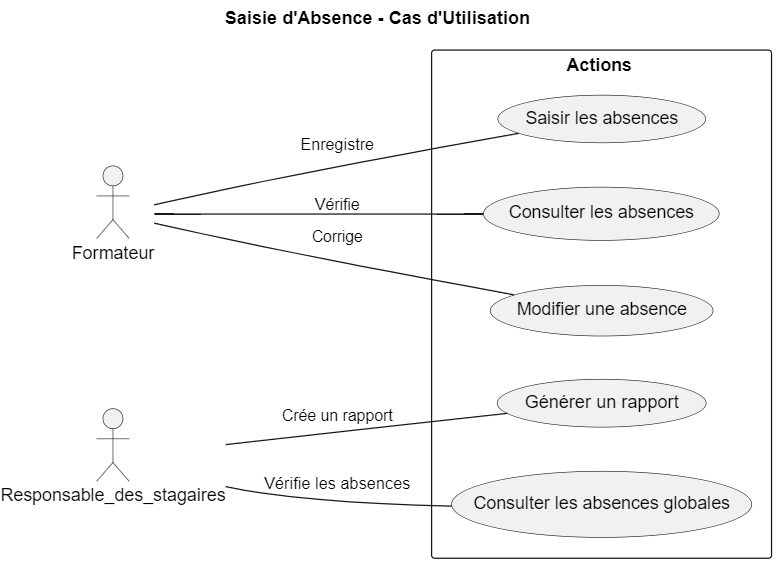 Saisie d'Absence - Cas d'Utilisation
Actions
Saisir les absences
Enregistre
Vérifie
Consulter les absences
Corrige
Formateur
Modifier une absence
Générer un rapport
Crée un rapport
Vérifie les absences
Responsable_des_stagaires
Consulter les absences globales